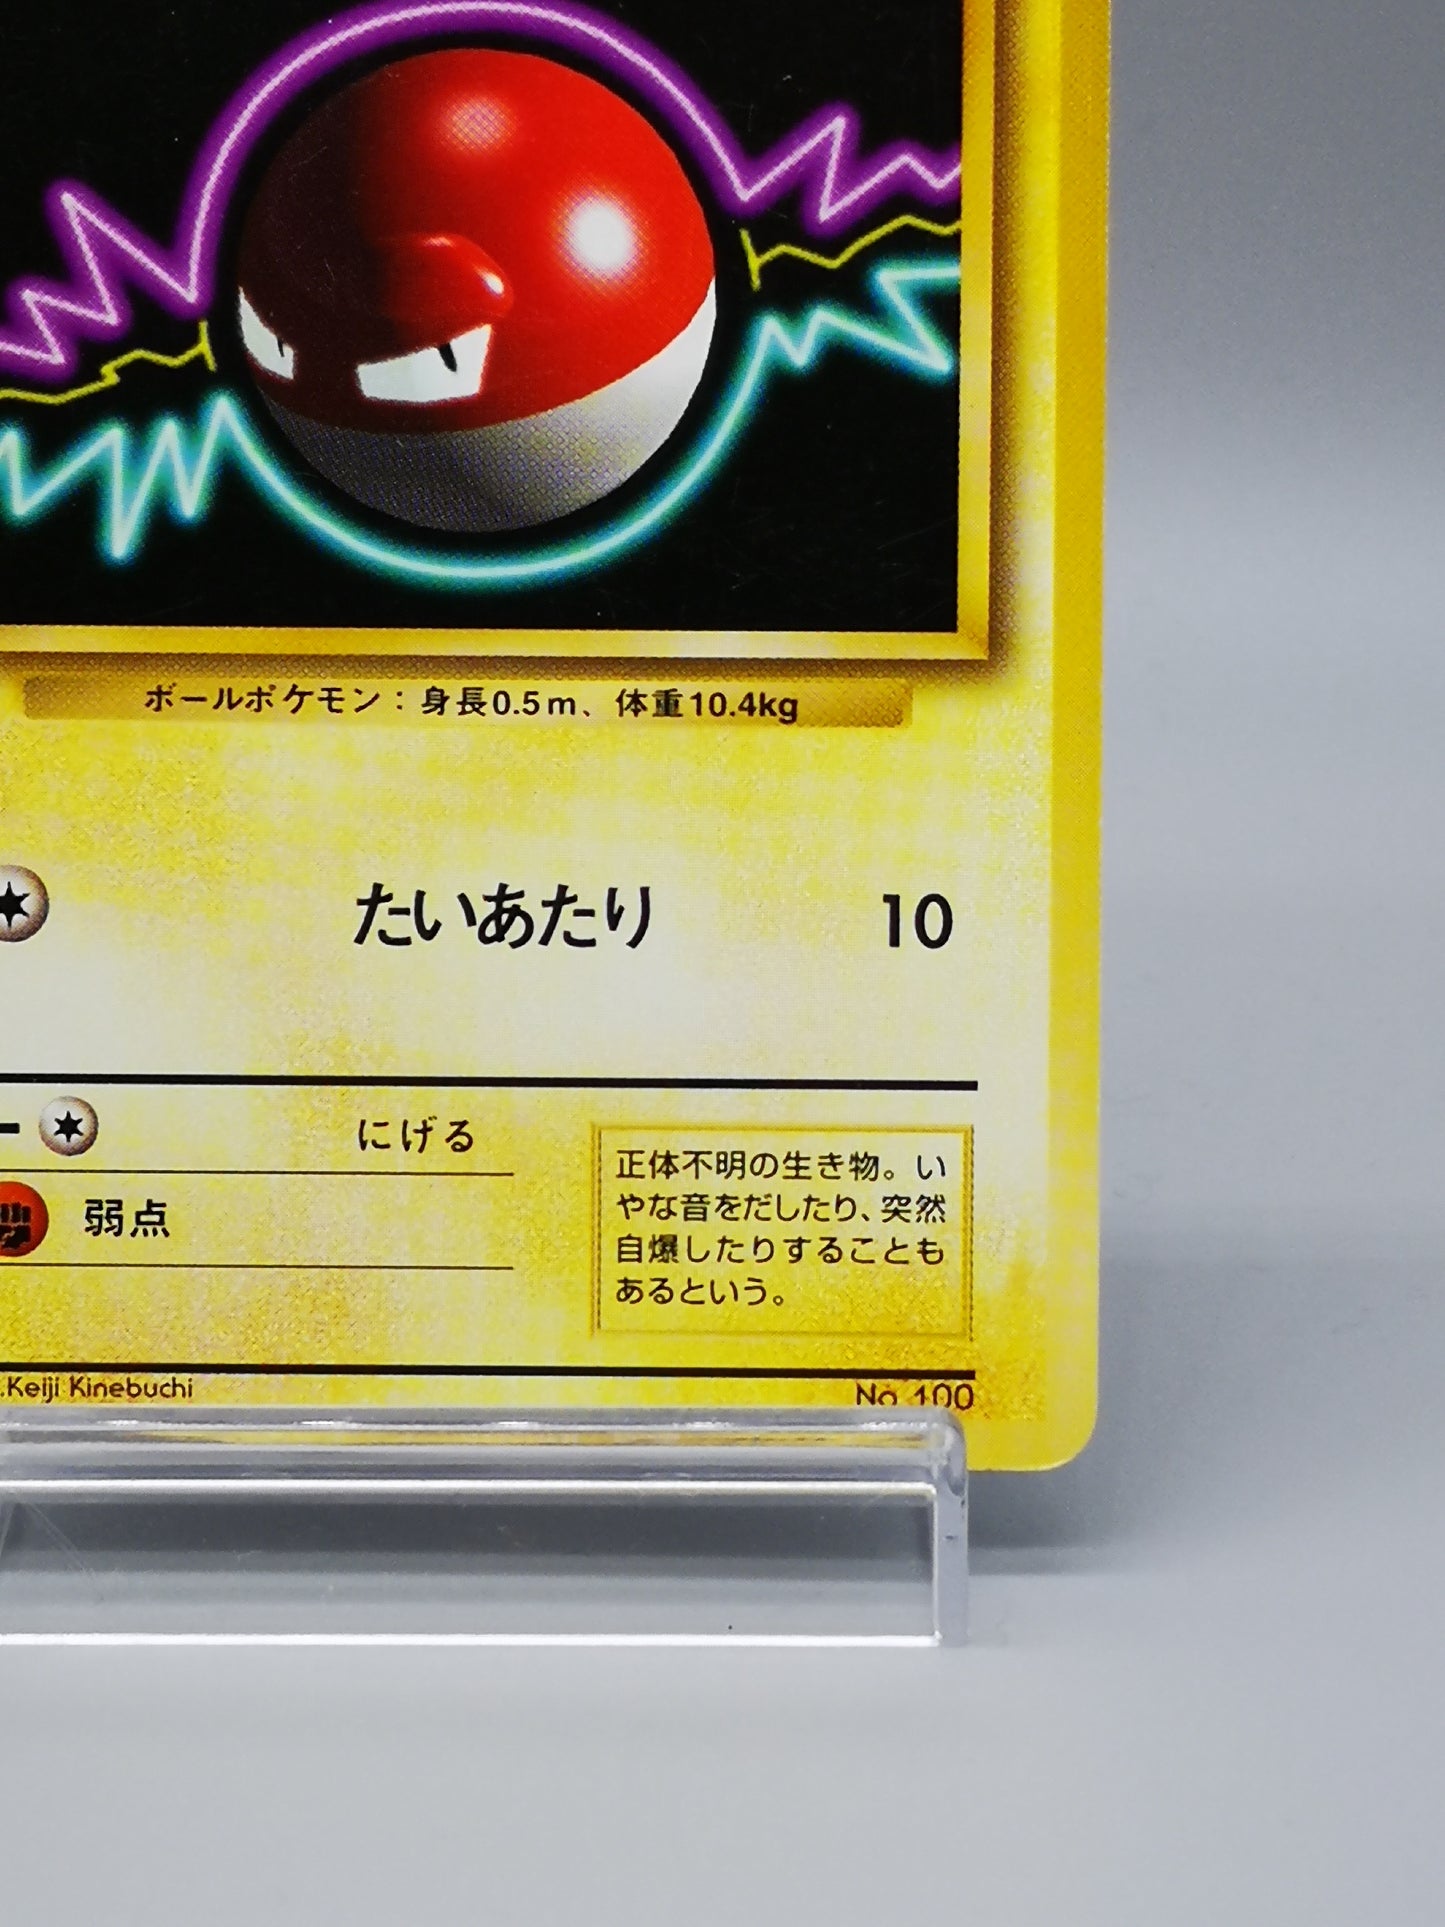 ボールポケモン：身長0.5m、体重10.4kg
たいあたり 10
にげる
弱点
正体不明の生き物。い
やな音をだしたり、突然
自爆したりすることも
あるという。
.Keiji Kinebuchi
No. 100